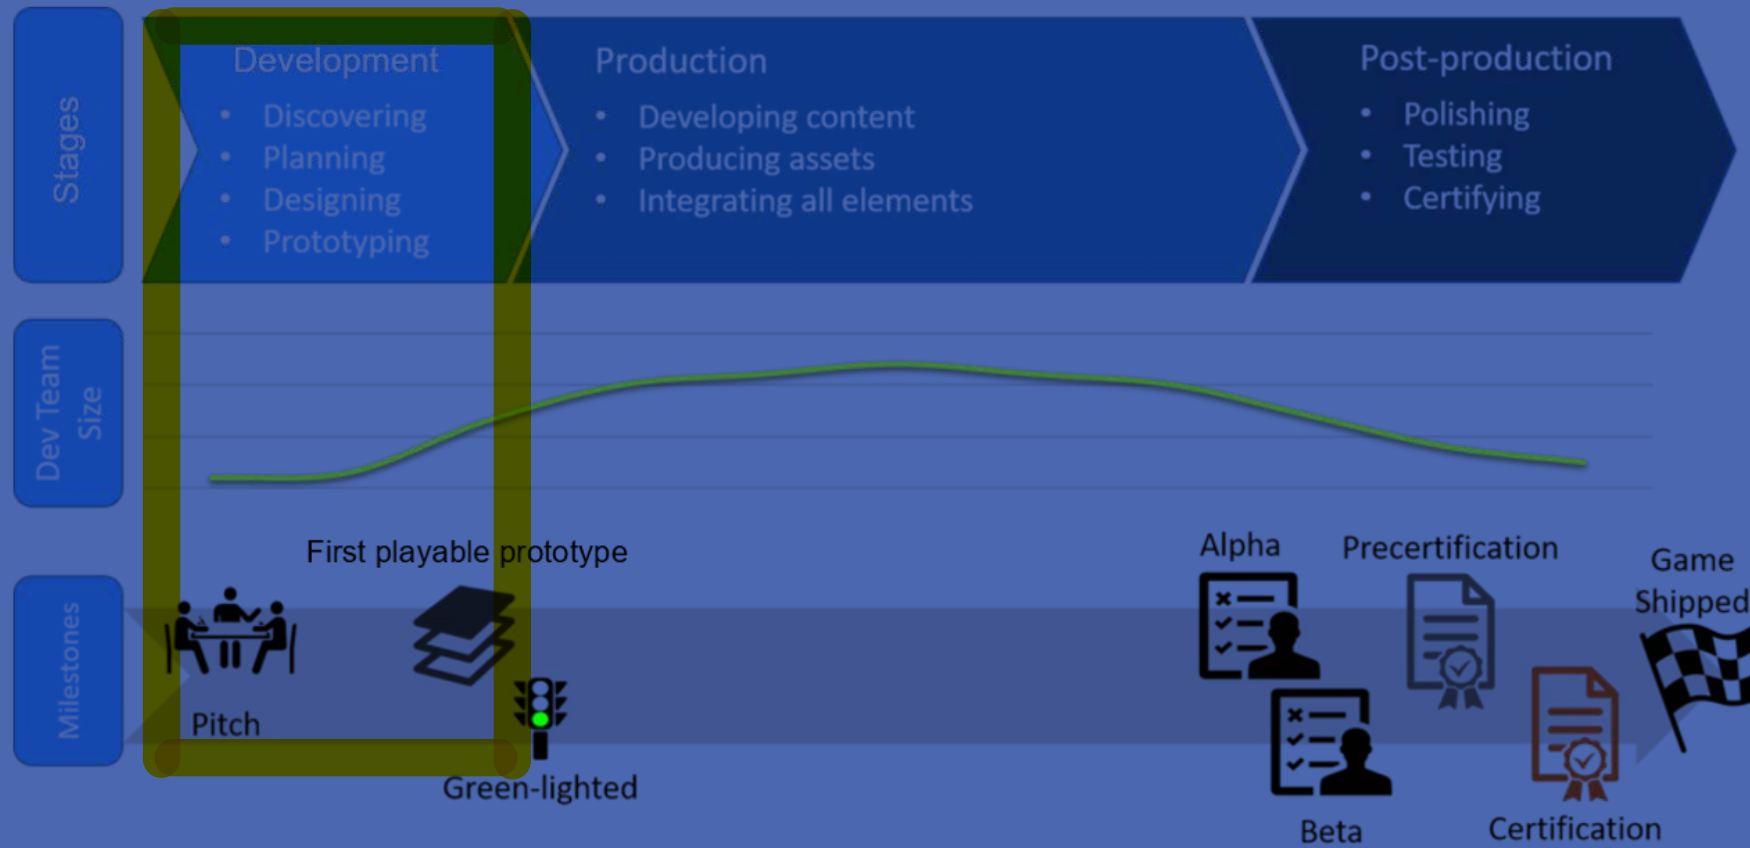 Stages
Development
• Discovering
• Planning
• Designing
• Prototyping
Production
• Developing content
• Producing assets
• Integrating all elements
Post-production
• Polishing
• Testing
• Certifying
Dev Team
Size
Milestones
Pitch
First playable prototype
Green-lighted
Alpha
Beta
Precertification
Certification
Game
Shipped